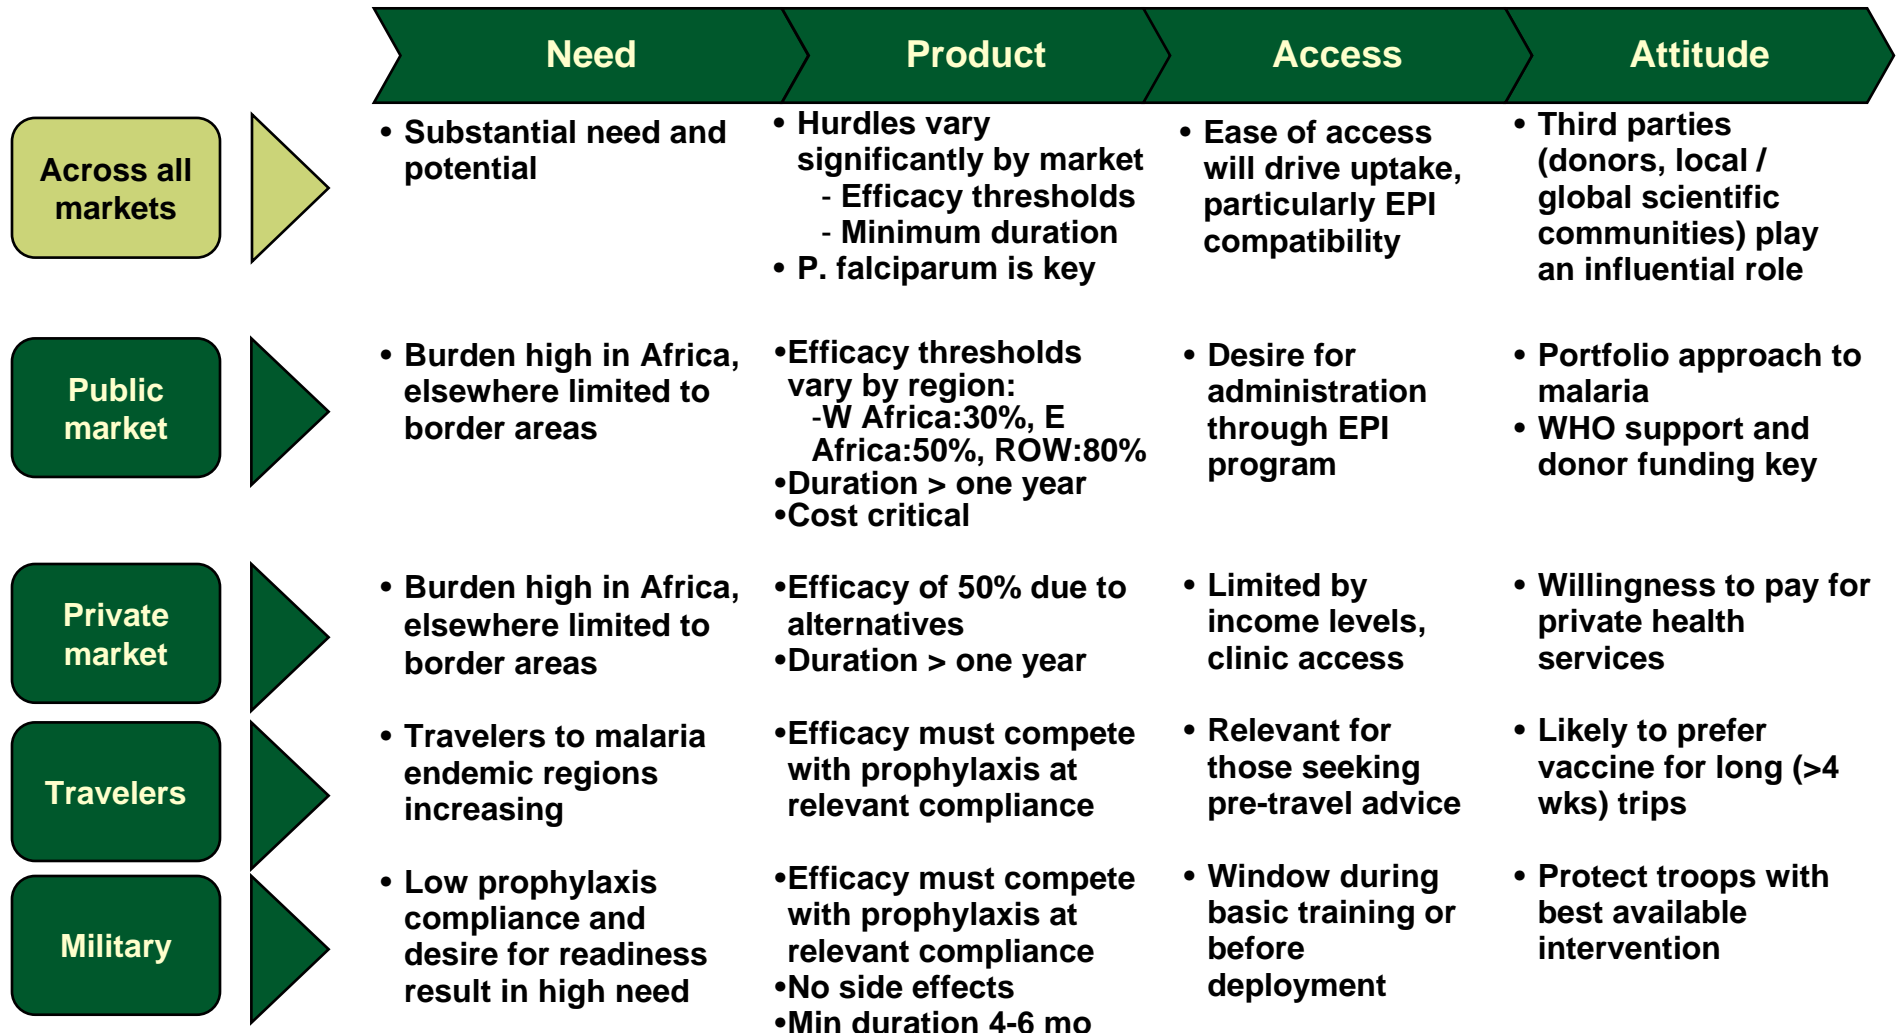 Need
Product
Access
Attitude
Across all
markets
• Substantial need and
potential
• Hurdles vary
significantly by market
- Efficacy thresholds
- Minimum duration
• P. falciparum is key
• Ease of access
will drive uptake,
particularly EPI
compatibility
• Third parties
(donors, local /
global scientific
communities) play
an influential role
Public
market
• Burden high in Africa,
elsewhere limited to
border areas
•Efficacy thresholds
vary by region:
-W Africa:30%, E
Africa:50%, ROW:80%
•Duration > one year
•Cost critical
• Desire for
administration
through EPI
program
• Portfolio approach to
malaria
• WHO support and
donor funding key
Private
market
• Burden high in Africa,
elsewhere limited to
border areas
•Efficacy of 50% due to
alternatives
•Duration > one year
• Limited by
income levels,
clinic access
• Willingness to pay for
private health
services
Travelers
• Travelers to malaria
endemic regions
increasing
•Efficacy must compete
with prophylaxis at
relevant compliance
• Relevant for
those seeking
pre-travel advice
• Likely to prefer
vaccine for long (>4
wks) trips
Military
• Low prophylaxis
compliance and
desire for readiness
result in high need
•Efficacy must compete
with prophylaxis at
relevant compliance
•No side effects
•Min duration 4-6 mo
• Window during
basic training or
before
deployment
• Protect troops with
best available
intervention